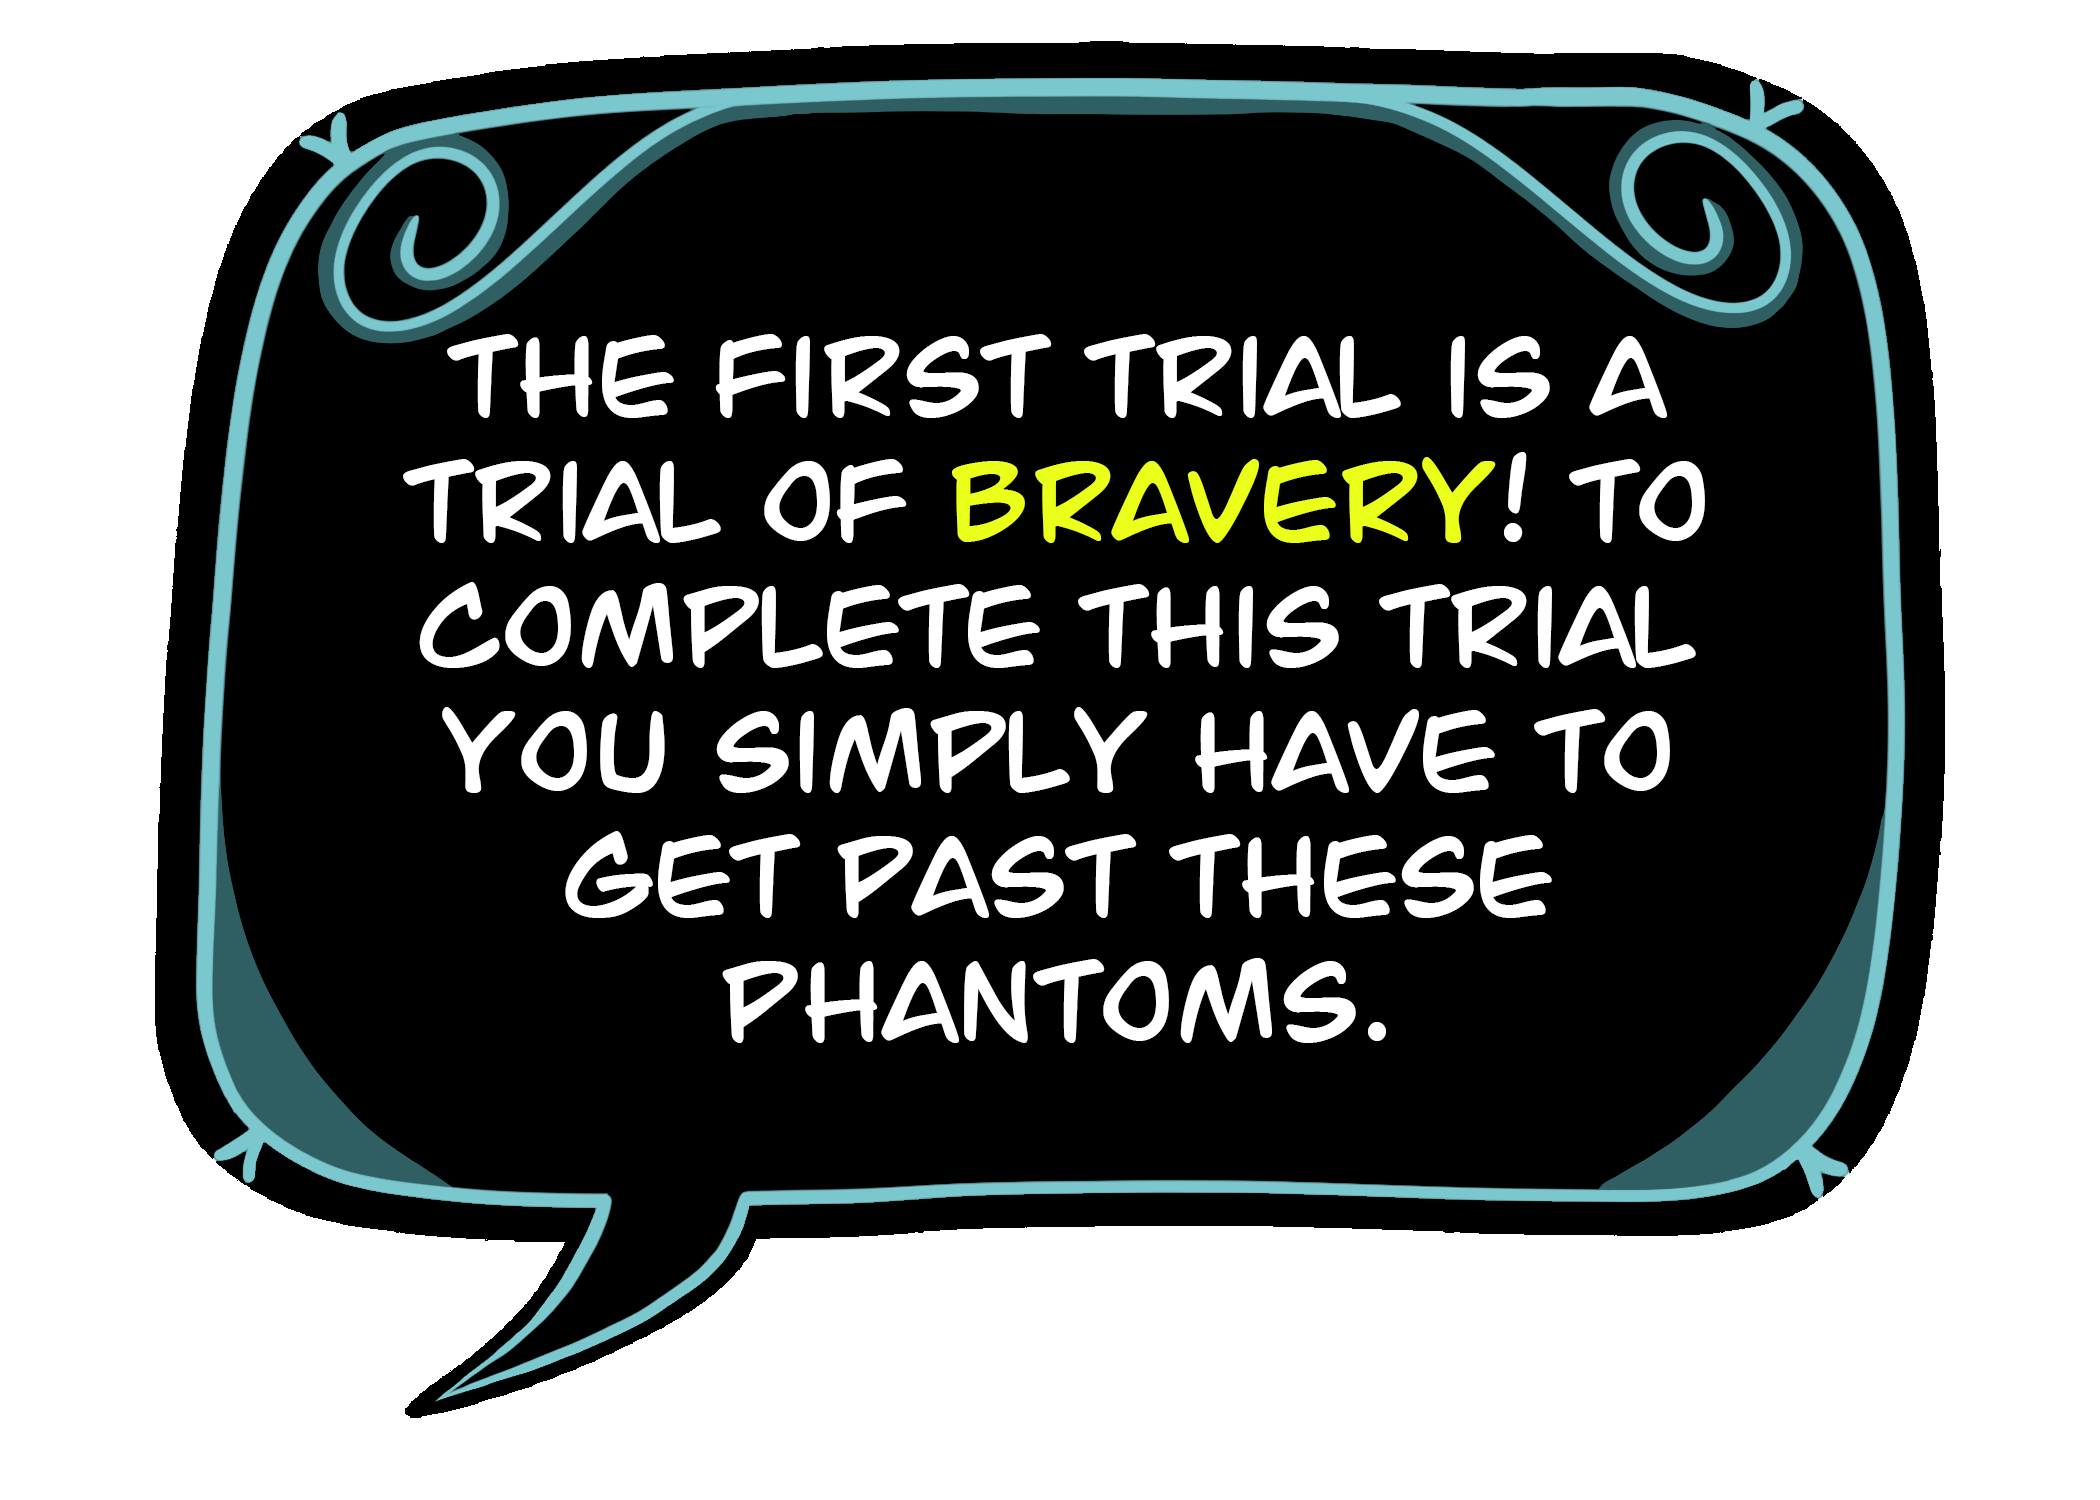 THE FIRST TRIAL IS A
TRIAL OF BRAVERY! TO
COMPLETE THIS TRIAL
YOU SIMPLY HAVE TO
GET PAST THESE
PHANTOMS.